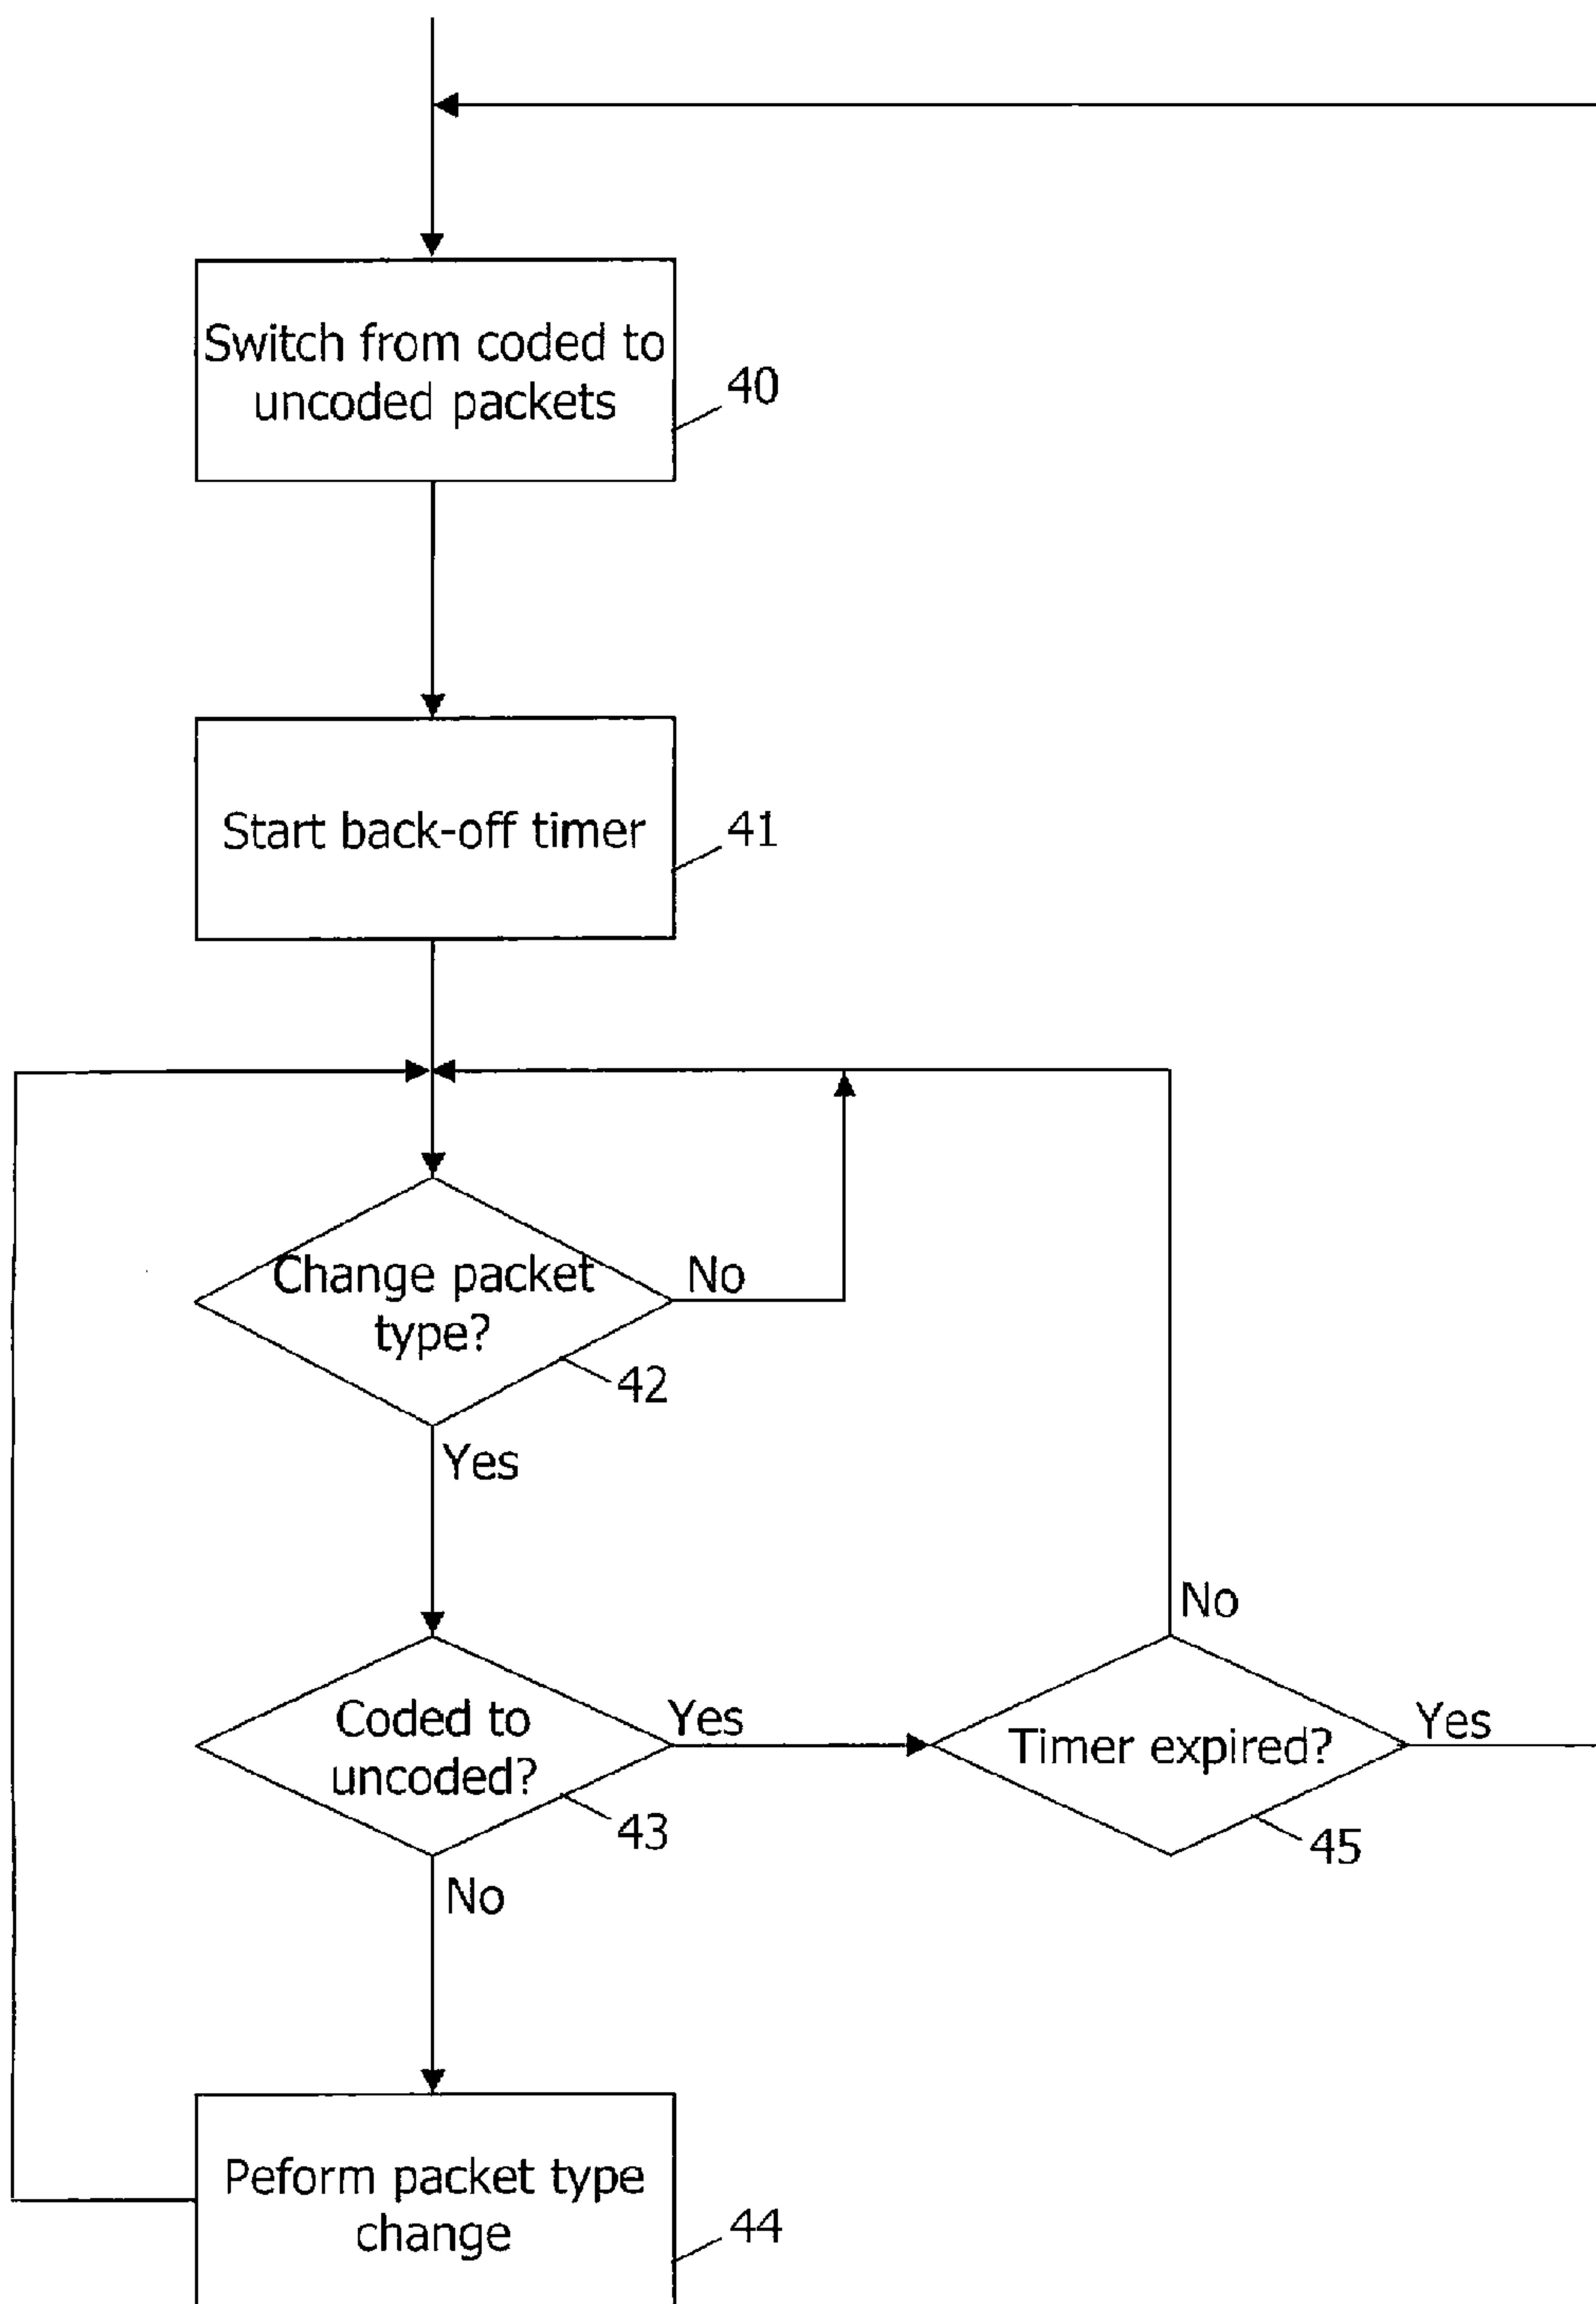 Switch from coded to
uncoded packets
40
Start back-off timer
41
Change packet
type?
No
42
Yes
Coded to
uncoded?
Yes
43
No
Timer expired?
No
Yes
45
Peform packet type
change
44